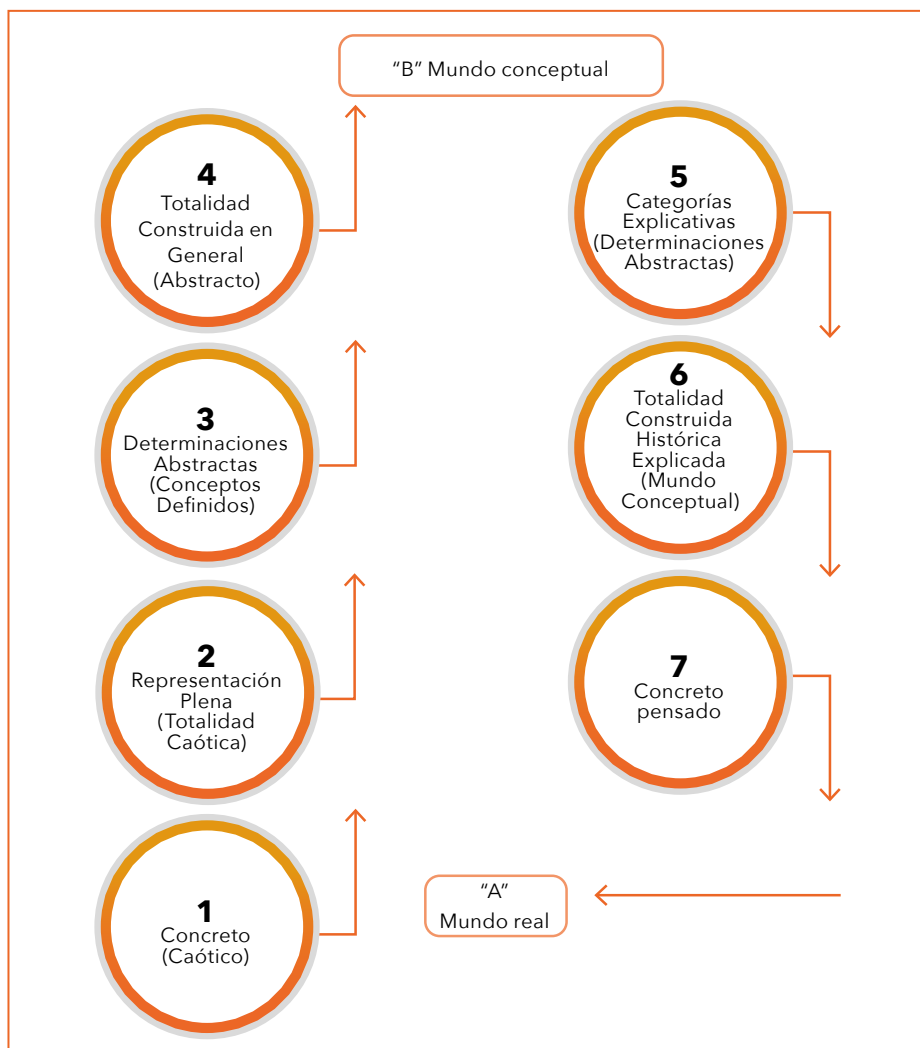 “B” Mundo conceptual
4
Totalidad
Construida en
General
(Abstracto)
5
Categorías
Explicativas
(Determinaciones
Abstractas)
3
Determinaciones
Abstractas
(Conceptos
Definidos)
6
Totalidad
Construida
Histórica
Explicada
(Mundo
Conceptual)
2
Representación
Plena
(Totalidad
Caótica)
7
Concreto
pensado
1
Concreto
(Caótico)
“A”
Mundo real